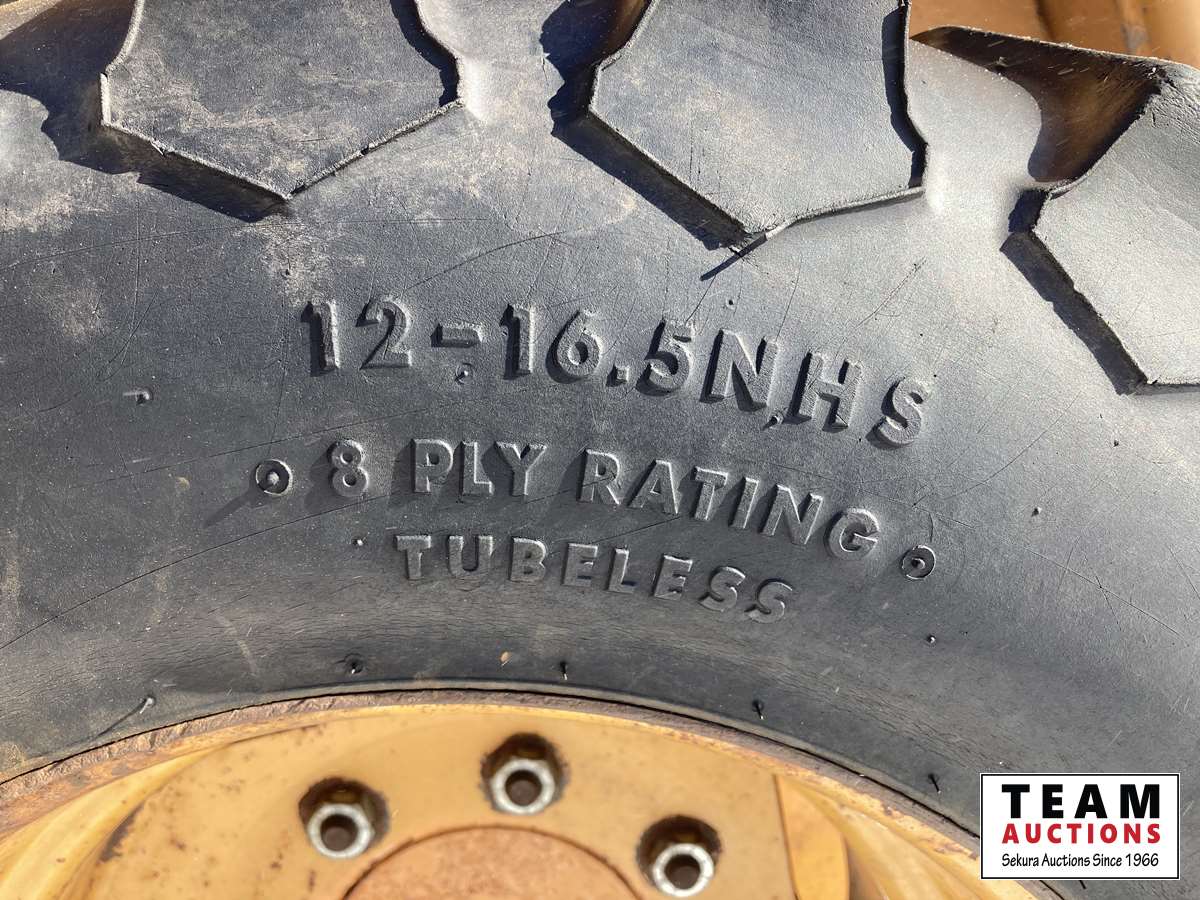 12-16.5NHS
8 PLY RATING
TUBELESS
TEAM
AUCTIONS
Sekura Auctions Since 1966